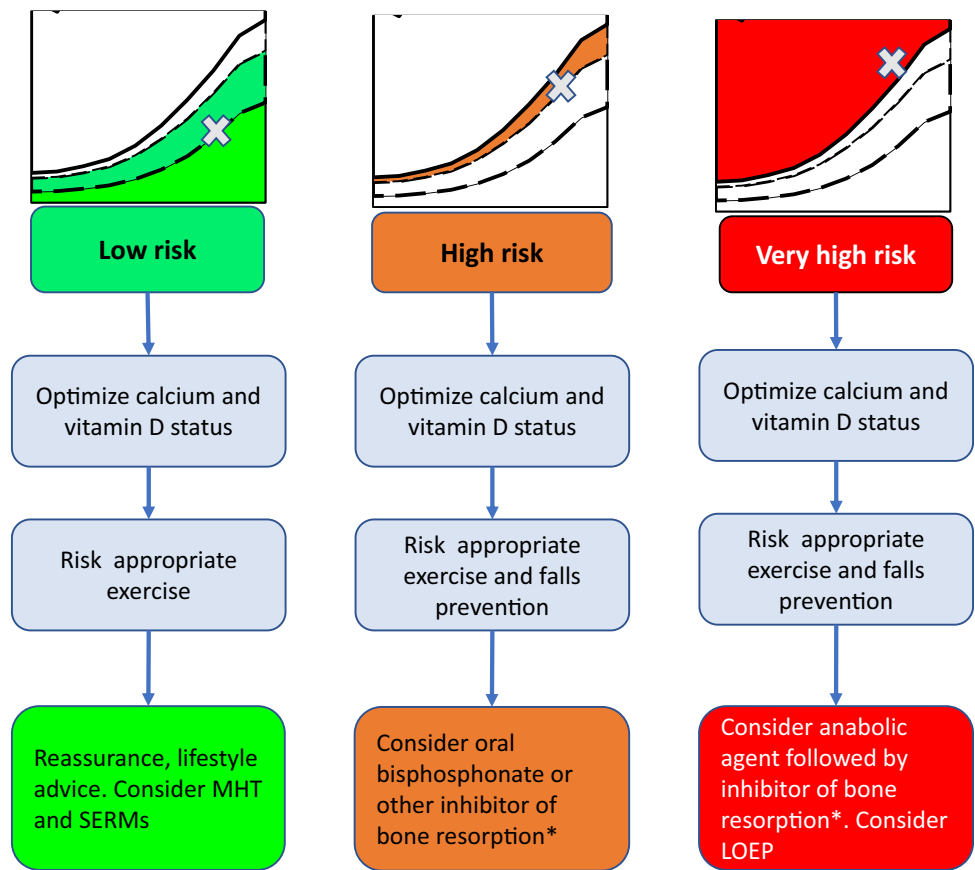 Low risk
High risk
Very high risk
Optimize calcium and
vitamin D status
Optimize calcium and
vitamin D status
Optimize calcium and
vitamin D status
Risk appropriate
exercise
Risk appropriate
exercise and falls
prevention
Risk appropriate
exercise and falls
prevention
Reassurance, lifestyle
advice. Consider MHT
and SERMs
Consider oral
bisphosphonate or
other inhibitor of
bone resorption*
Consider anabolic
agent followed by
inhibitor of bone
resorption*. Consider
LOEP